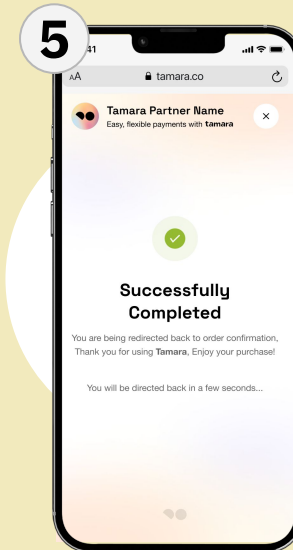 5
41
AA
tamara.co
Tamara Partner Name
Easy, flexible payments with tamara
Successfully
Completed
You are being redirected back to order confirmation,
Thank you for using Tamara, Enjoy your purchase!
You will be directed back in a few seconds...